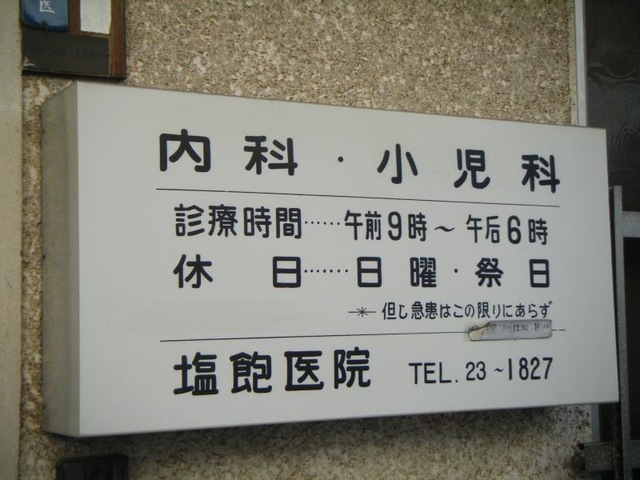 医
内科・小児科
診療時間……午前9時～午后6時
休日……日曜・祭日
＊但し急患はこの限りにあらず
塩飽医院 TEL.23~1827